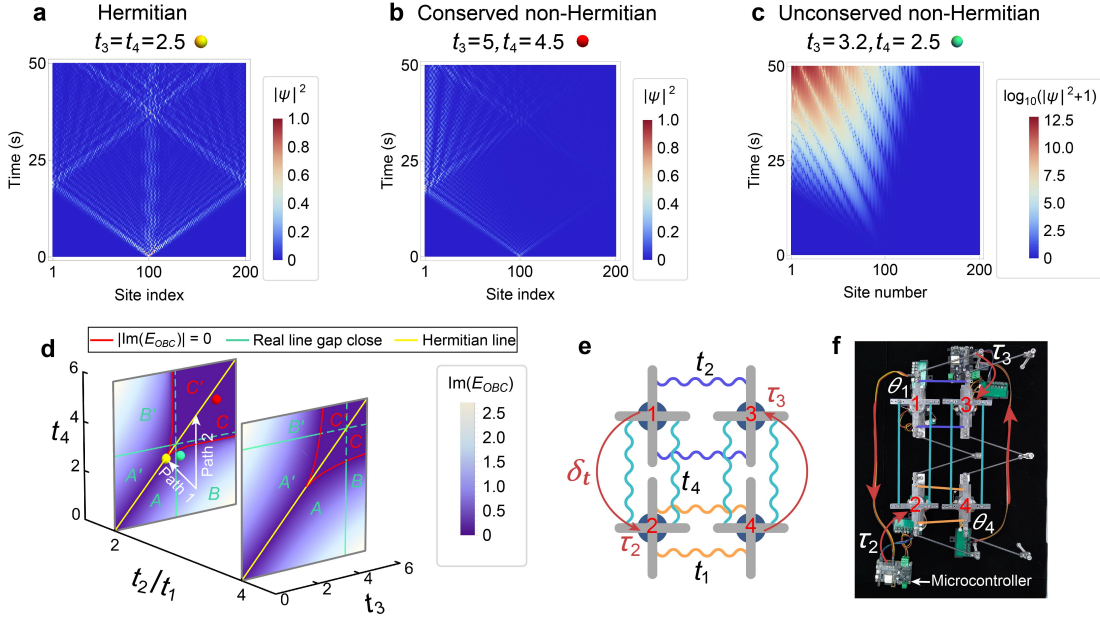 a
Hermitian
t3=t4=2.5
50
25
0
Time (s)
1
100
200
Site index
|ψ|2
1.0
0.8
0.6
0.4
0.2
0
b
Conserved non-Hermitian
t3=5, t4=4.5
50
25
0
Time (s)
1
100
200
Site index
|ψ|2
1.0
0.8
0.6
0.4
0.2
0
c
Unconserved non-Hermitian
t3=3.2, t4=2.5
50
25
0
Time (s)
1
100
200
Site number
log10(|ψ|2+1)
12.5
10.0
7.5
5.0
2.5
0
|Im(EOBC)| = 0
Real line gap close
Hermitian line
d
6
4
2
0
t4
2
4
t2/t1
0
2
4
6
t3
C'
B'
C
A'
A
B
Path 1
Path 2
B'
C'
C
A'
A
B
Im(EOBC)
2.5
2.0
1.5
1.0
0.5
0
e
t2
1
3
τ3
δt
t4
2
4
τ2
t1
f
τ3
θ1
1
3
2
4
θ4
τ2
Microcontroller